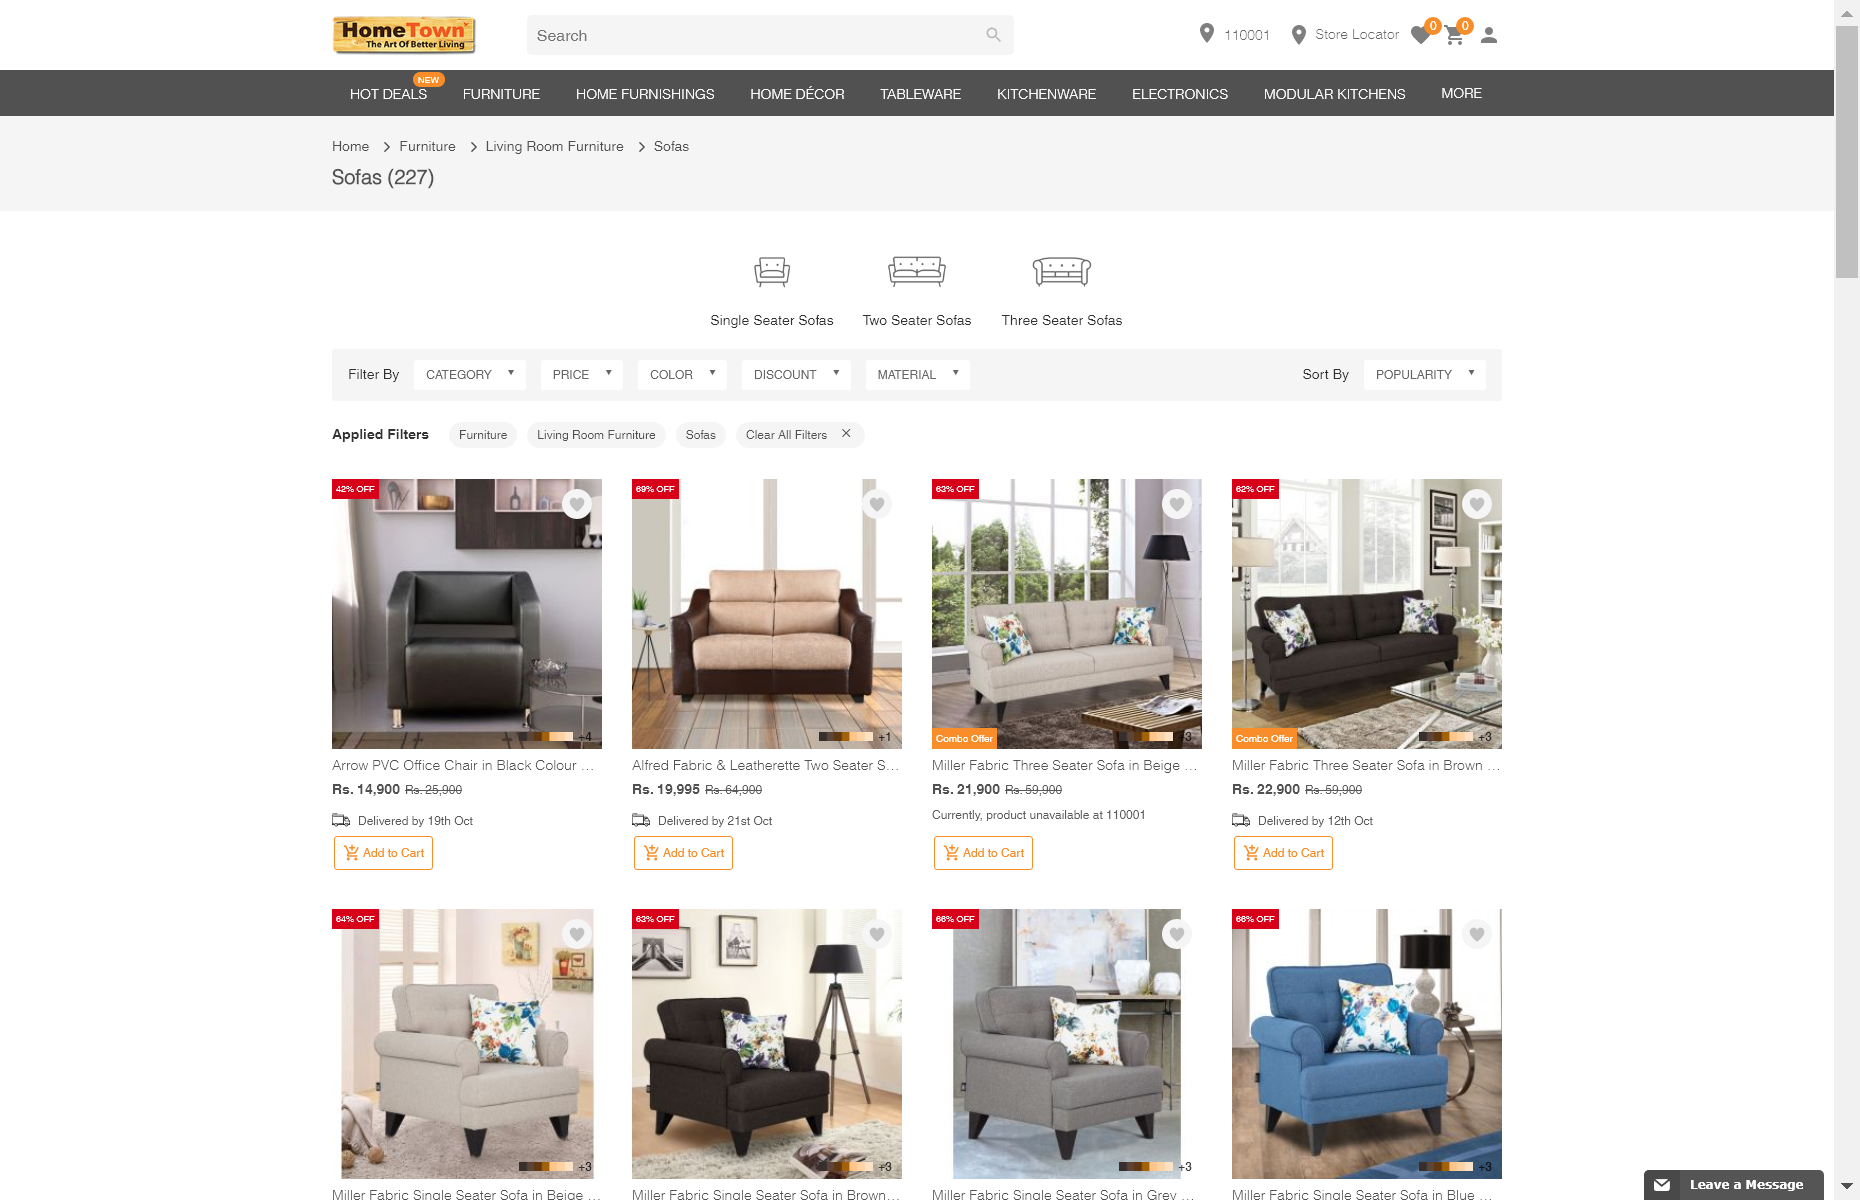 HomeTown
The Art Of Better Living
Search
110001
Store Locator
0
0
NEW
HOT DEALS
FURNITURE
HOME FURNISHINGS
HOME DÉCOR
TABLEWARE
KITCHENWARE
ELECTRONICS
MODULAR KITCHENS
MORE
Home > Furniture > Living Room Furniture > Sofas
Sofas (227)
Single Seater Sofas
Two Seater Sofas
Three Seater Sofas
Filter By
CATEGORY
PRICE
COLOR
DISCOUNT
MATERIAL
Sort By
POPULARITY
Applied Filters
Furniture
Living Room Furniture
Sofas
Clear All Filters
42% OFF
+4
Arrow PVC Office Chair in Black Colour ...
Rs. 14,900 Rs. 25,900
Delivered by 19th Oct
Add to Cart
69% OFF
+1
Alfred Fabric & Leatherette Two Seater S...
Rs. 19,995 Rs. 64,900
Delivered by 21st Oct
Add to Cart
63% OFF
Combo Offer
+3
Miller Fabric Three Seater Sofa in Beige ...
Rs. 21,900 Rs. 59,900
Currently, product unavailable at 110001
Add to Cart
62% OFF
Combo Offer
+3
Miller Fabric Three Seater Sofa in Brown ...
Rs. 22,900 Rs. 59,900
Delivered by 12th Oct
Add to Cart
64% OFF
+3
Miller Fabric Single Seater Sofa in Beige ...
63% OFF
+3
Miller Fabric Single Seater Sofa in Brown...
66% OFF
+3
Miller Fabric Single Seater Sofa in Grey ...
66% OFF
+3
Miller Fabric Single Seater Sofa in Blue ...
Leave a Message